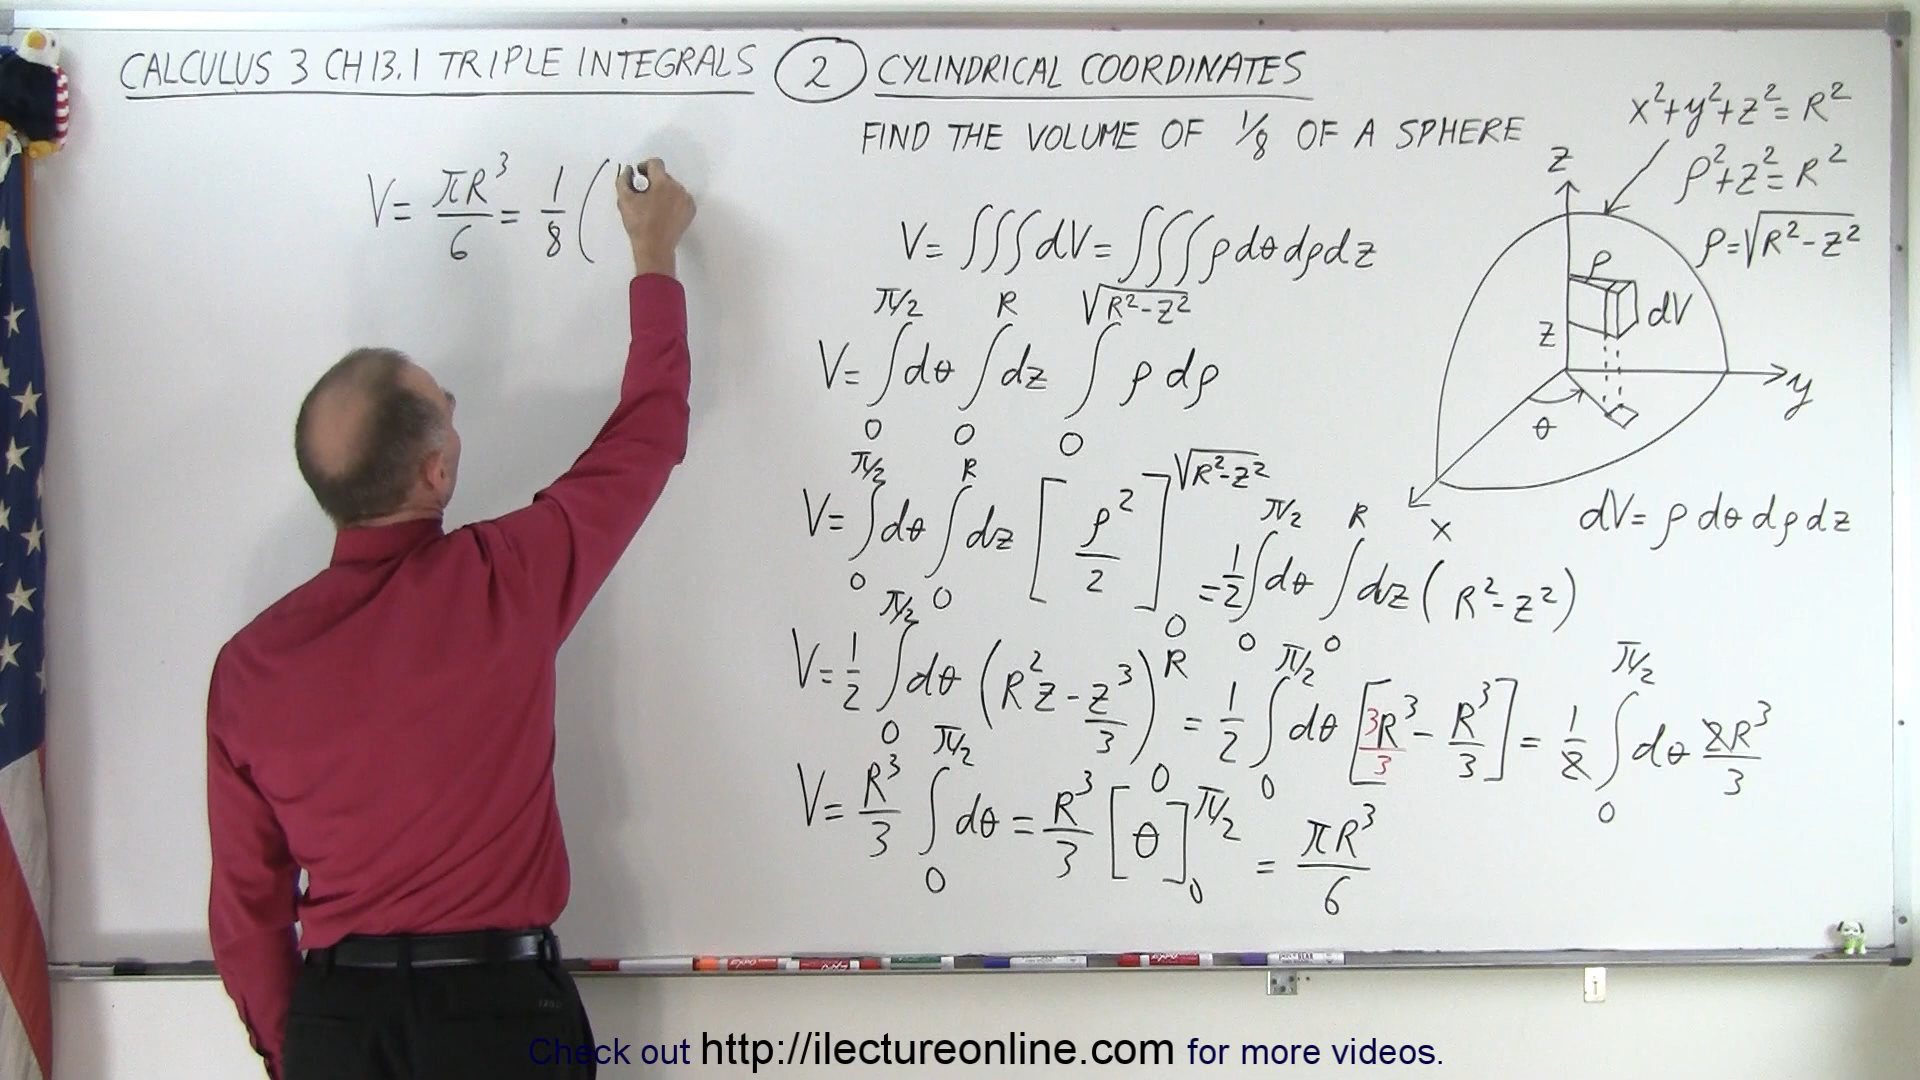 CALCULUS 3 CH 13.1 TRIPLE INTEGRALS ② CYLINDRICAL COORDINATES
FIND THE VOLUME OF 1/8 OF A SPHERE
V = πR³/6 = 1/8 (
V = ∫∫∫ dV = ∫∫∫ ρ dθ dρ dz
V = ∫₀^(π/2) dθ ∫₀^R dz ∫₀^(√(R²-z²)) ρ dρ
V = ∫₀^(π/2) dθ ∫₀^R dz [ρ²/2]₀^(√(R²-z²)) = 1/2 ∫₀^(π/2) dθ ∫₀^R dz (R²-z²)
V = 1/2 ∫₀^(π/2) dθ (R²z - z³/3)₀^R = 1/2 ∫₀^(π/2) dθ [3R³/3 - R³/3] = 1/2 ∫₀^(π/2) dθ 2R³/3
V = R³/3 ∫₀^(π/2) dθ = R³/3 [θ]₀^(π/2) = πR³/6
x²+y²+z² = R²
ρ²+z² = R²
ρ = √(R²-z²)
z
ρ
dV
z
y
θ
x
dV = ρ dθ dρ dz
EXPO
Check out http://ilectureonline.com for more videos.